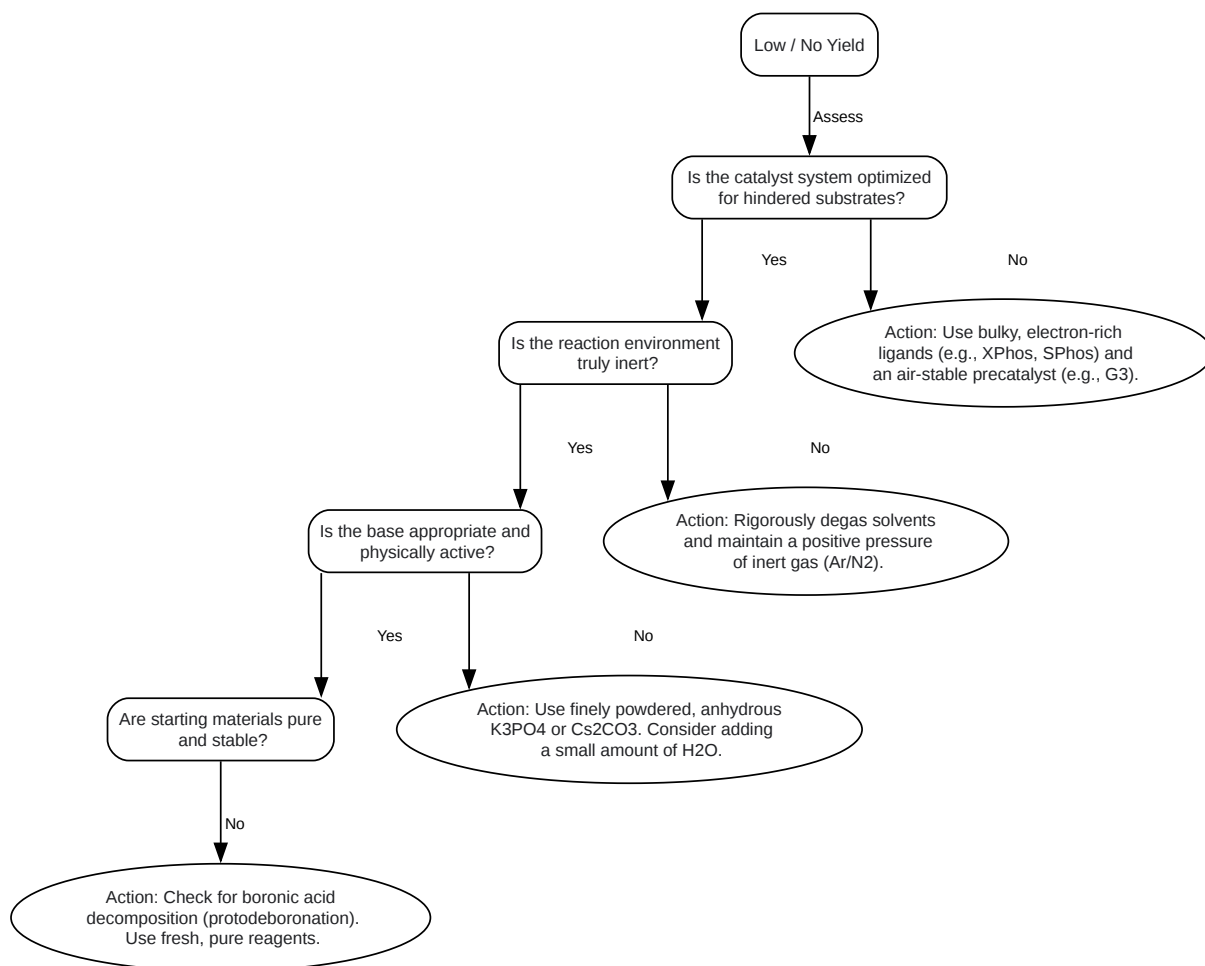 Low / No Yield
Assess
Is the catalyst system optimized
for hindered substrates?
Yes
No
Is the reaction environment
truly inert?
Action: Use bulky, electron-rich
ligands (e.g., XPhos, SPhos) and
an air-stable precatalyst (e.g., G3).
Yes
No
Is the base appropriate and
physically active?
Action: Rigorously degas solvents
and maintain a positive pressure
of inert gas (Ar/N2).
Yes
No
Are starting materials pure
and stable?
Action: Use finely powdered, anhydrous
K3PO4 or Cs2CO3. Consider adding
a small amount of H2O.
No
Action: Check for boronic acid
decomposition (protodeboronation).
Use fresh, pure reagents.